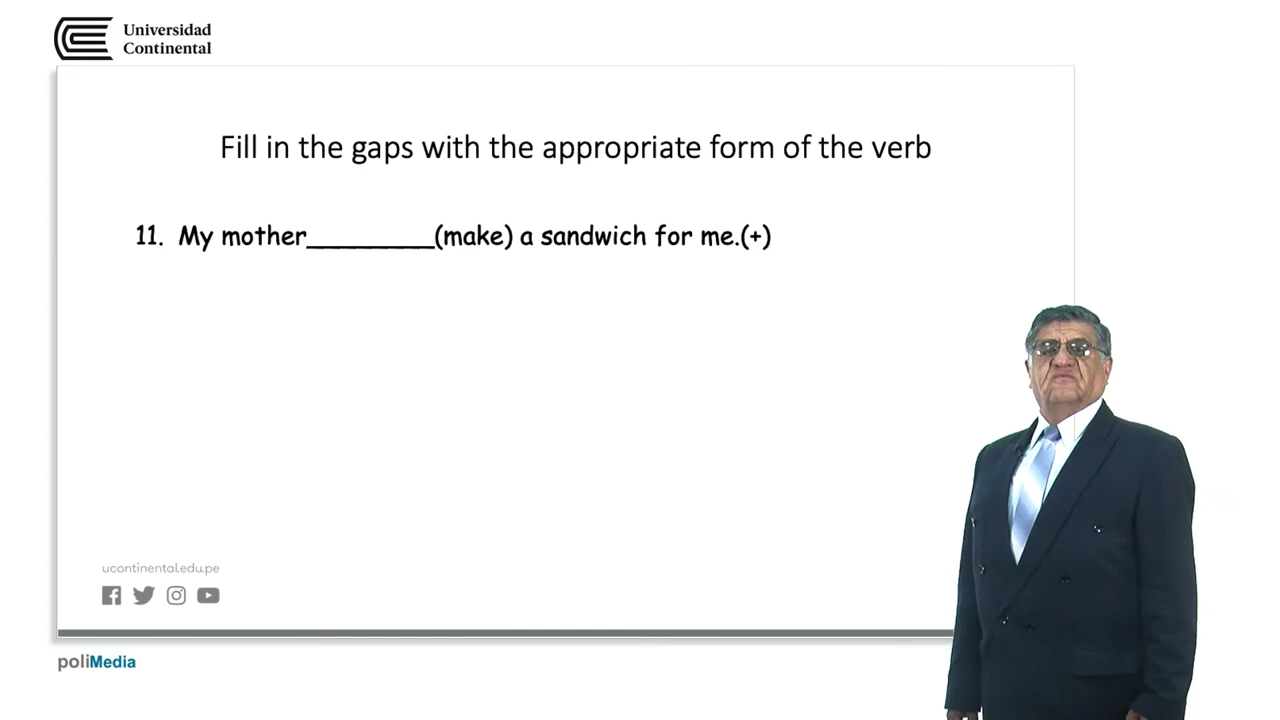 Universidad
Continental
Fill in the gaps with the appropriate form of the verb
11. My mother________(make) a sandwich for me.(+)
ucontinental.edu.pe
poliMedia